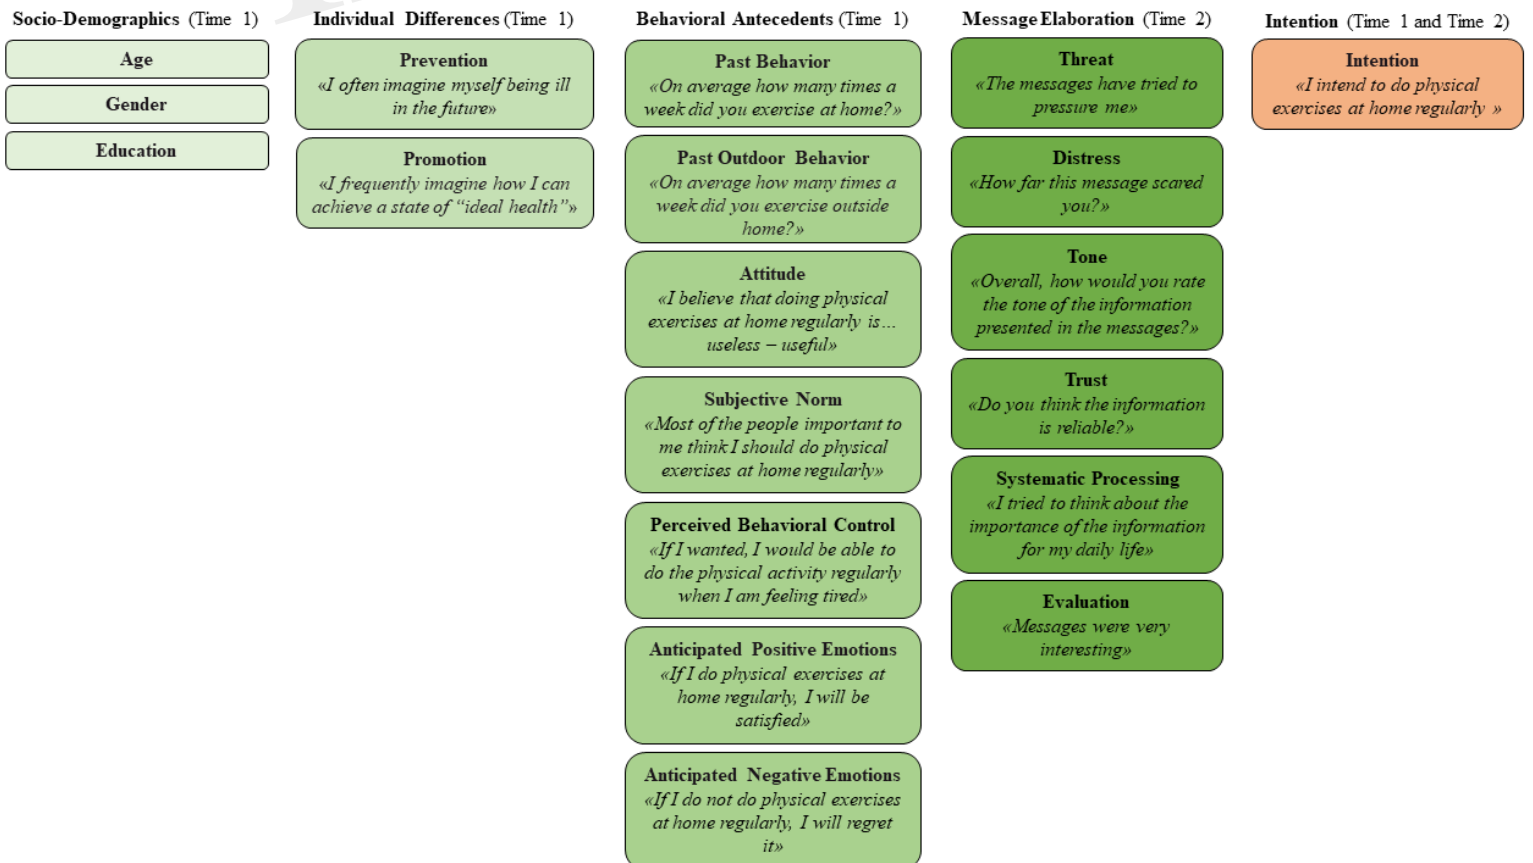 Socio-Demographics (Time 1)
Age
Gender
Education
Individual Differences (Time 1)
Prevention
«I often imagine myself being ill
in the future»
Promotion
«I frequently imagine how I can
achieve a state of “ideal health”»
Behavioral Antecedents (Time 1)
Past Behavior
«On average how many times a
week did you exercise at home?»
Past Outdoor Behavior
«On average how many times a
week did you exercise outside
home?»
Attitude
«I believe that doing physical
exercises at home regularly is…
useless – useful»
Subjective Norm
«Most of the people important to
me think I should do physical
exercises at home regularly»
Perceived Behavioral Control
«If I wanted, I would be able to
do the physical activity regularly
when I am feeling tired»
Anticipated Positive Emotions
«If I do physical exercises at
home regularly, I will be
satisfied»
Anticipated Negative Emotions
«If I do not do physical exercises
at home regularly, I will regret
it»
Message Elaboration (Time 2)
Threat
«The messages have tried to
pressure me»
Distress
«How far this message scared
you?»
Tone
«Overall, how would you rate
the tone of the information
presented in the messages?»
Trust
«Do you think the information
is reliable?»
Systematic Processing
«I tried to think about the
importance of the information
for my daily life»
Evaluation
«Messages were very
interesting»
Intention (Time 1 and Time 2)
Intention
«I intend to do physical
exercises at home regularly »